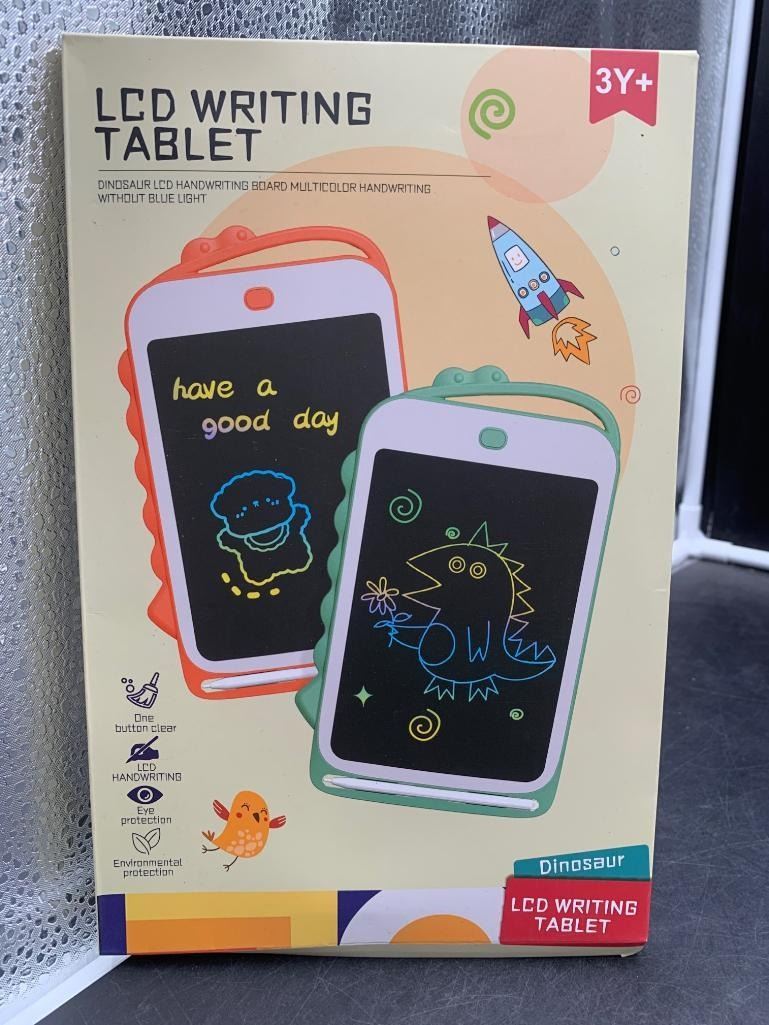 3Y+
LCD WRITING
TABLET
DINOSAUR LCD HANDWRITING BOARD MULTICOLOR HANDWRITING
WITHOUT BLUE LIGHT
have a
good day
One
button clear
LCD
HANDWRITING
Eye
protection
Environmental
protection
Dinosaur
LCD WRITING
TABLET